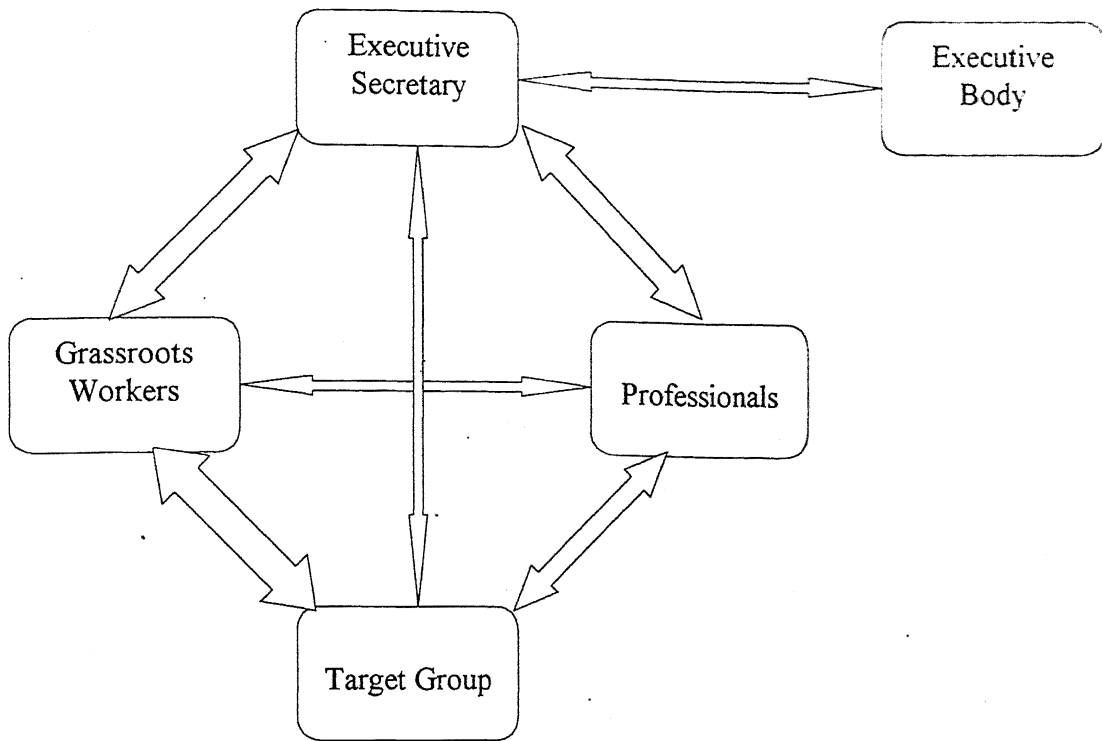 Executive
Secretary
Executive
Body
Grassroots
Workers
Professionals
Target Group